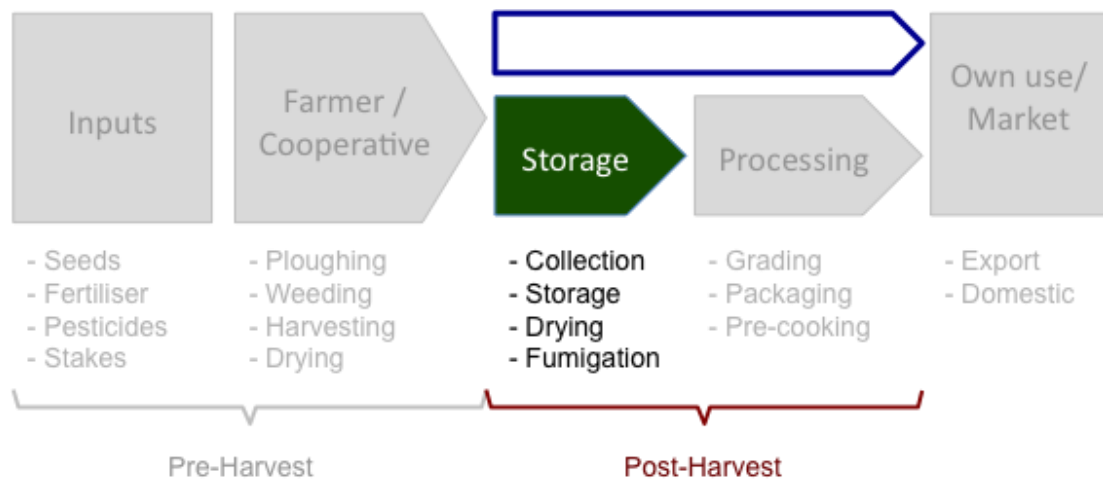 Inputs
Farmer /
Cooperative
Storage
Processing
Own use/
Market
- Seeds
- Fertiliser
- Pesticides
- Stakes
- Ploughing
- Weeding
- Harvesting
- Drying
- Collection
- Storage
- Drying
- Fumigation
- Grading
- Packaging
- Pre-cooking
- Export
- Domestic
Pre-Harvest
Post-Harvest